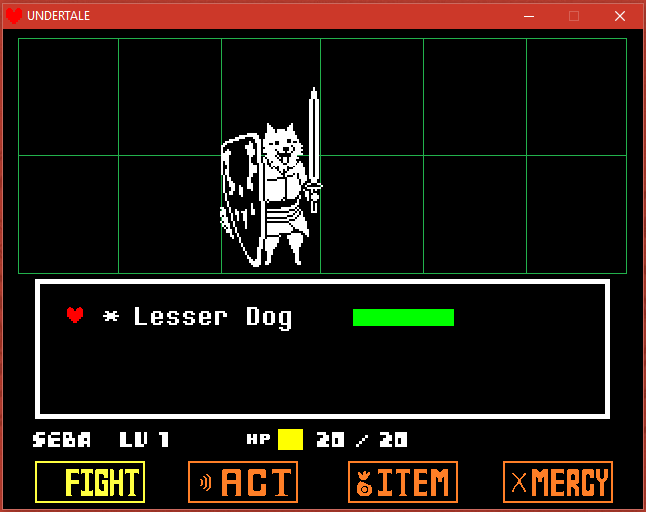 UNDERTALE
* Lesser Dog
SEBA LV 1 HP 20 / 20
FIGHT ACT ITEM MERCY